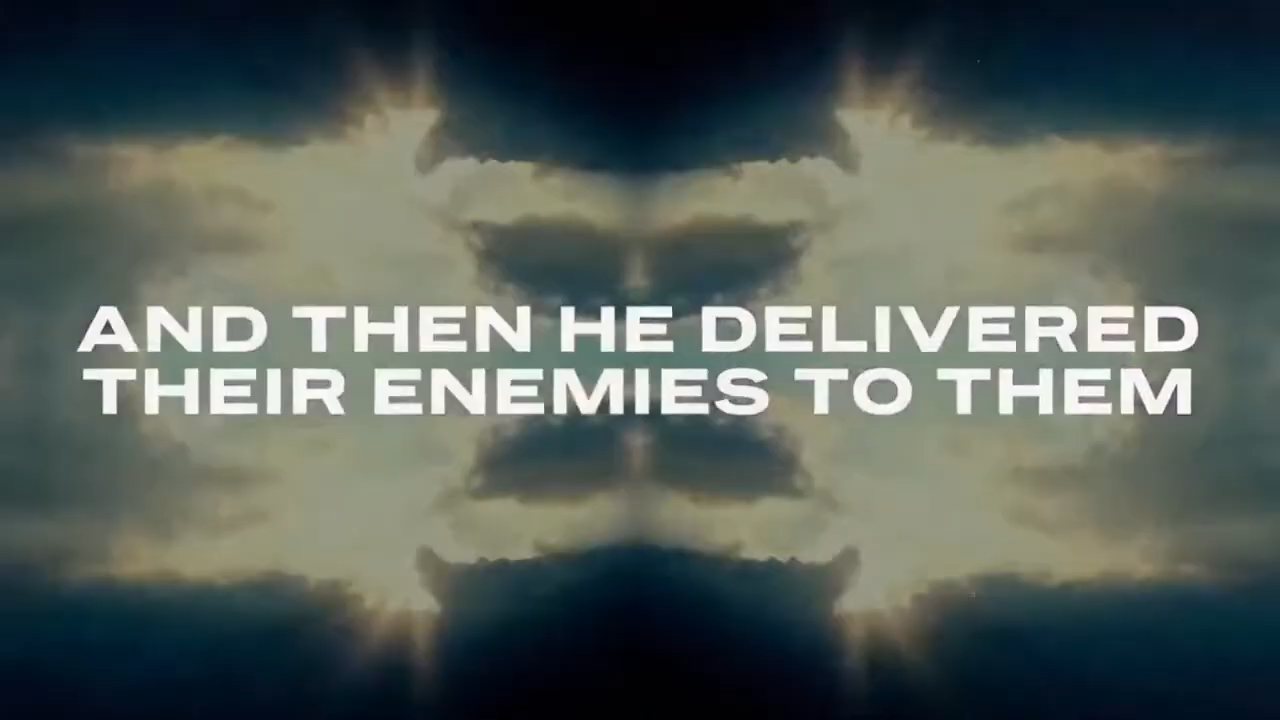 AND THEN HE DELIVERED
THEIR ENEMIES TO THEM